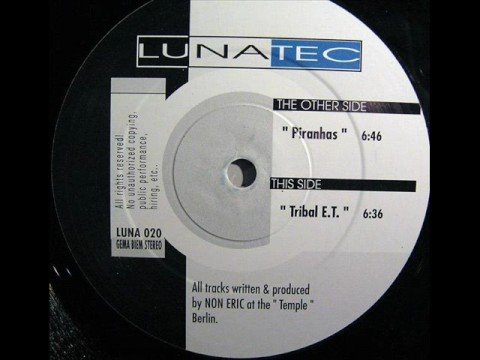 LUNATEC
All rights reserved!
No unauthorized copying,
public performance,
hiring, etc..
THE OTHER SIDE
" Piranhas " 6:46
THIS SIDE
" Tribal E.T. " 6:36
LUNA 020
GEMA BIEM STEREO
All tracks written & produced
by NON ERIC at the " Temple "
Berlin.